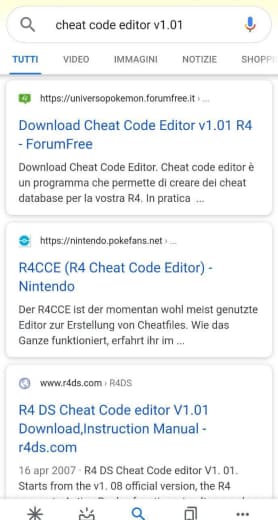 cheat code editor v1.01
TUTTI VIDEO IMMAGINI NOTIZIE SHOPPI
https://universopokemon.forumfree.it › ...
Download Cheat Code Editor v1.01 R4
- ForumFree
Download Cheat Code Editor. Cheat code editor è
un programma che permette di creare dei cheat
database per la vostra R4. In pratica ...
https://nintendo.pokefans.net › ...
R4CCE (R4 Cheat Code Editor) -
Nintendo
Der R4CCE ist der momentan wohl meist genutzte
Editor zur Erstellung von Cheatfiles. Wie das
Ganze funktioniert, erfahrt ihr im ...
www.r4ds.com › R4DS
R4 DS Cheat Code editor V1.01
Download,Instruction Manual -
r4ds.com
16 apr 2007 · R4 DS Cheat Code editor V1. 01.
Starts from the v1. 08 official version, the R4